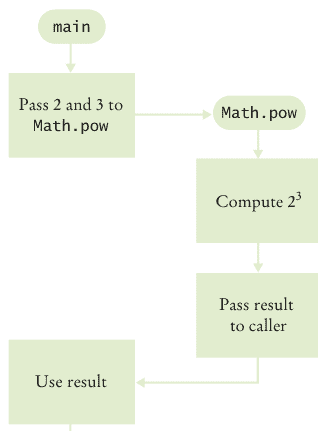 main
Pass 2 and 3 to
Math.pow
Math.pow
Compute 2³
Pass result
to caller
Use result